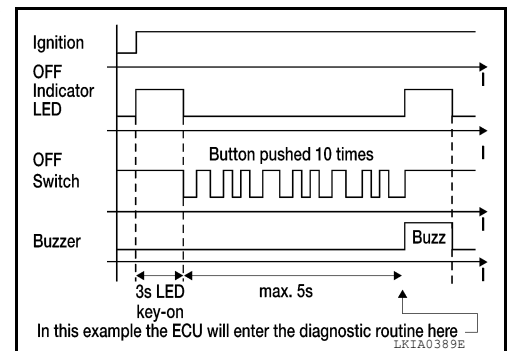 Ignition
OFF
Indicator
LED
I
Button pushed 10 times
I
OFF
Switch
I
Buzzer
Buzz
I
3s LED
key-on
max. 5s
In this example the ECU will enter the diagnostic routine here
LKIA0389E